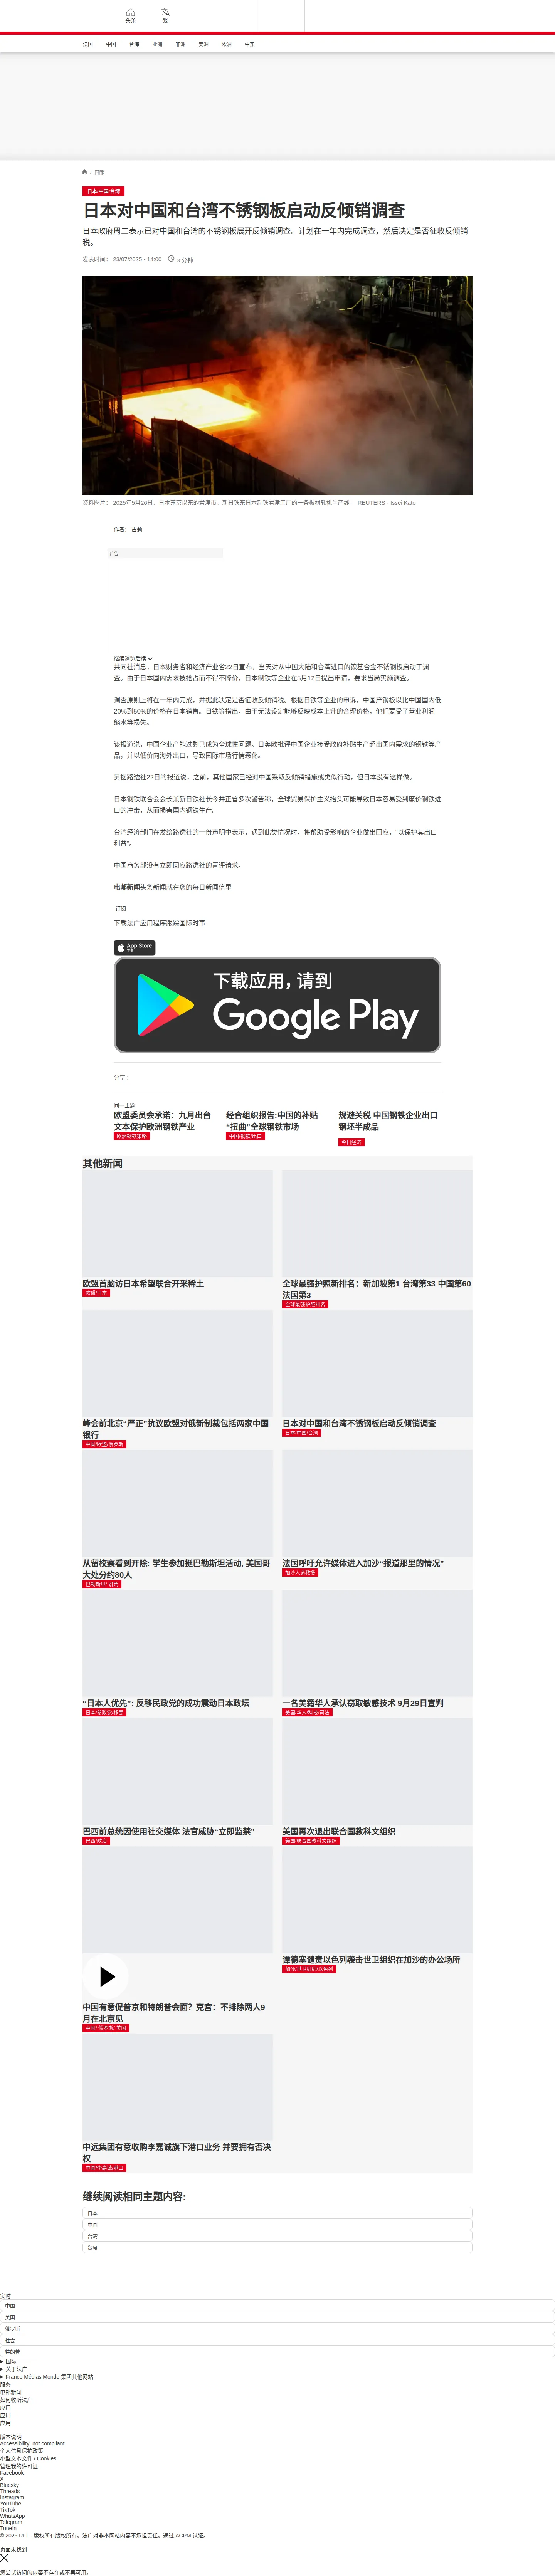 头条
繁
法国
中国
台海
亚洲
非洲
美洲
欧洲
中东
/ 国际
日本/中国/台湾
日本对中国和台湾不锈钢板启动反倾销调查
日本政府周二表示已对中国和台湾的不锈钢板展开反倾销调查。计划在一年内完成调查，然后决定是否征收反倾销
税。
发表时间： 23/07/2025 - 14:00
3 分钟
资料图片： 2025年5月26日，日本东京以东的君津市，新日铁东日本制铁君津工厂的一条板材轧机生产线。 REUTERS - Issei Kato
作者： 古莉
广告
继续浏览后续
共同社消息，日本财务省和经济产业省22日宣布，当天对从中国大陆和台湾进口的镍基合金不锈钢板启动了调
查。由于日本国内需求被抢占而不得不降价，日本制铁等企业在5月12日提出申请，要求当局实施调查。
调查原则上将在一年内完成，并据此决定是否征收反倾销税。根据日铁等企业的申诉，中国产钢板以比中国国内低
20%到50%的价格在日本销售。日铁等指出，由于无法设定能够反映成本上升的合理价格，他们蒙受了营业利润
缩水等损失。
该报道说，中国企业产能过剩已成为全球性问题。日美欧批评中国企业接受政府补贴生产超出国内需求的钢铁等产
品，并以低价向海外出口，导致国际市场行情恶化。
另据路透社22日的报道说，之前，其他国家已经对中国采取反倾销措施或类似行动，但日本没有这样做。
日本钢铁联合会会长兼新日铁社长今井正曾多次警告称，全球贸易保护主义抬头可能导致日本容易受到廉价钢铁进
口的冲击，从而损害国内钢铁生产。
台湾经济部门在发给路透社的一份声明中表示，遇到此类情况时，将帮助受影响的企业做出回应，“以保护其出口
利益”。
中国商务部没有立即回应路透社的置评请求。
电邮新闻头条新闻就在您的每日新闻信里
订阅
下载法广应用程序跟踪国际时事
App Store
下载
下载应用，请到
Google Play
分享 :
同一主题
欧盟委员会承诺：九月出台
文本保护欧洲钢铁产业
欧洲钢铁策略
经合组织报告:中国的补贴
“扭曲”全球钢铁市场
中国/钢铁/出口
规避关税 中国钢铁企业出口
钢坯半成品
今日经济
其他新闻
欧盟首脑访日本希望联合开采稀土
欧盟/日本
全球最强护照新排名：新加坡第1 台湾第33 中国第60
法国第3
全球最强护照排名
峰会前北京“严正”抗议欧盟对俄新制裁包括两家中国
银行
中国/欧盟/俄罗斯
日本对中国和台湾不锈钢板启动反倾销调查
日本/中国/台湾
从留校察看到开除: 学生参加挺巴勒斯坦活动, 美国哥
大处分约80人
巴勒斯坦/ 饥荒
法国呼吁允许媒体进入加沙“报道那里的情况”
加沙人道救援
“日本人优先”: 反移民政党的成功震动日本政坛
日本/参政党/移民
一名美籍华人承认窃取敏感技术 9月29日宣判
美国/华人/科技/司法
巴西前总统因使用社交媒体 法官威胁“立即监禁”
巴西/政治
美国再次退出联合国教科文组织
美国/联合国教科文组织
中国有意促普京和特朗普会面？克宫：不排除两人9
月在北京见
中国/ 俄罗斯/ 美国
谭德塞谴责以色列袭击世卫组织在加沙的办公场所
加沙/世卫组织/以色列
中远集团有意收购李嘉诚旗下港口业务 并要拥有否决
权
中国/李嘉诚/港口
继续阅读相同主题内容:
日本
中国
台湾
贸易
实时
中国
美国
俄罗斯
社会
特朗普
国际
关于法广
France Médias Monde 集团其他网站
服务
电邮新闻
如何收听法广
应用
应用
应用
版本说明
Accessibility: not compliant
个人信息保护政策
小型文本文件 / Cookies
管理我的许可证
Facebook
X
Bluesky
Threads
Instagram
YouTube
TikTok
WhatsApp
Telegram
TuneIn
© 2025 RFI – 版权所有版权所有。法广对非本网站内容不承担责任。通过 ACPM 认证。
页面未找到
您尝试访问的内容不存在或不再可用。